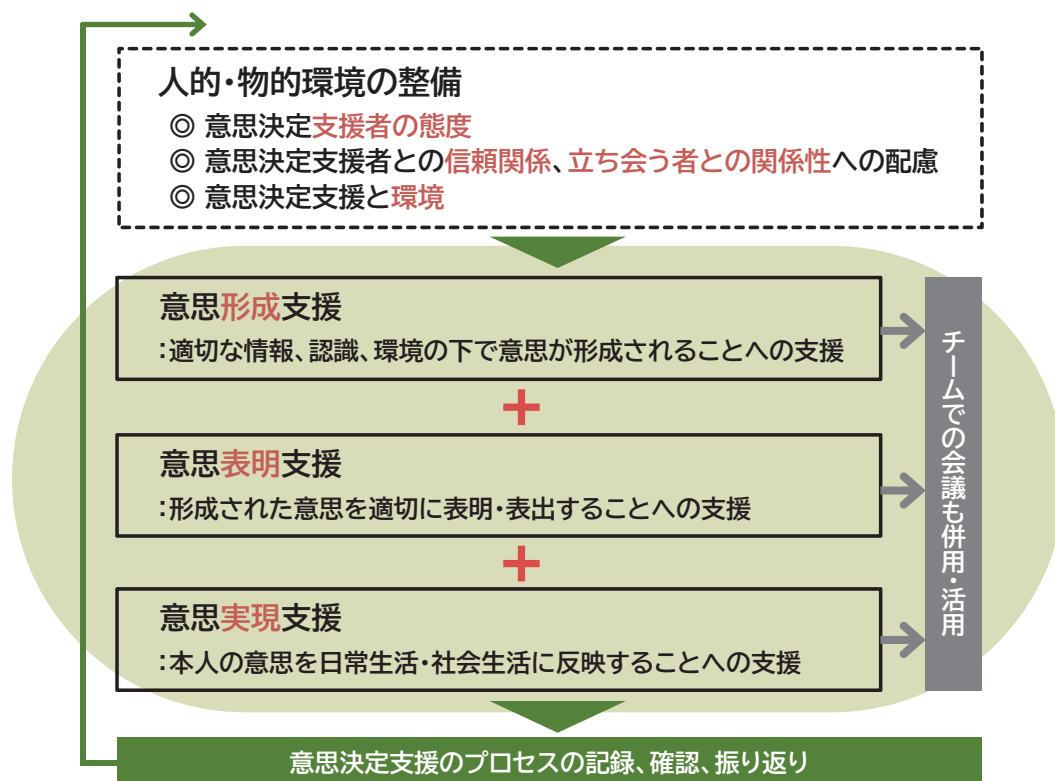 人的・物的環境の整備
◎ 意思決定支援者の態度
◎ 意思決定支援者との信頼関係、立ち会う者との関係性への配慮
◎ 意思決定支援と環境
意思形成支援
：適切な情報、認識、環境の下で意思が形成されることへの支援
+
意思表明支援
：形成された意思を適切に表明・表出することへの支援
+
意思実現支援
：本人の意思を日常生活・社会生活に反映することへの支援
チームでの会議も併用・活用
意思決定支援のプロセスの記録、確認、振り返り